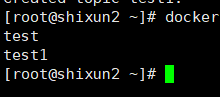 [root@shixun2 ~]# docker
test
test1
[root@shixun2 ~]#